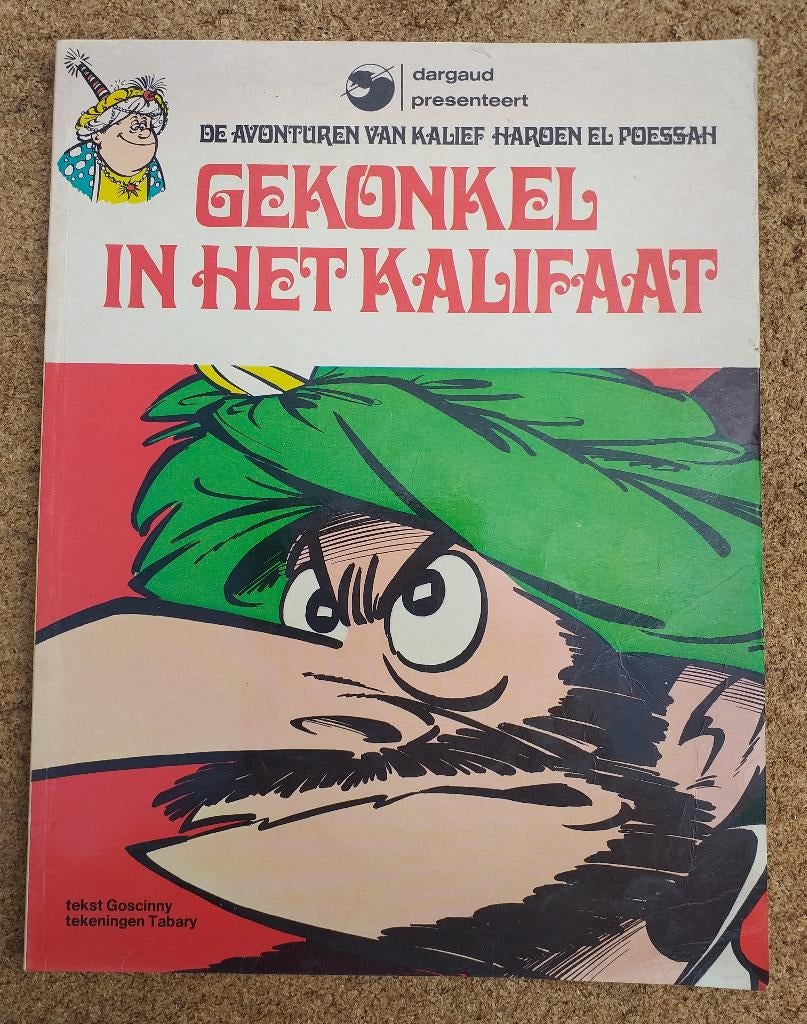 dargaud
presenteert
DE AVONTUREN VAN KALIEF HAROEN EL POESSAH
GEKONKEL
IN HET KALIFAAT
tekst Goscinny
tekeningen Tabary